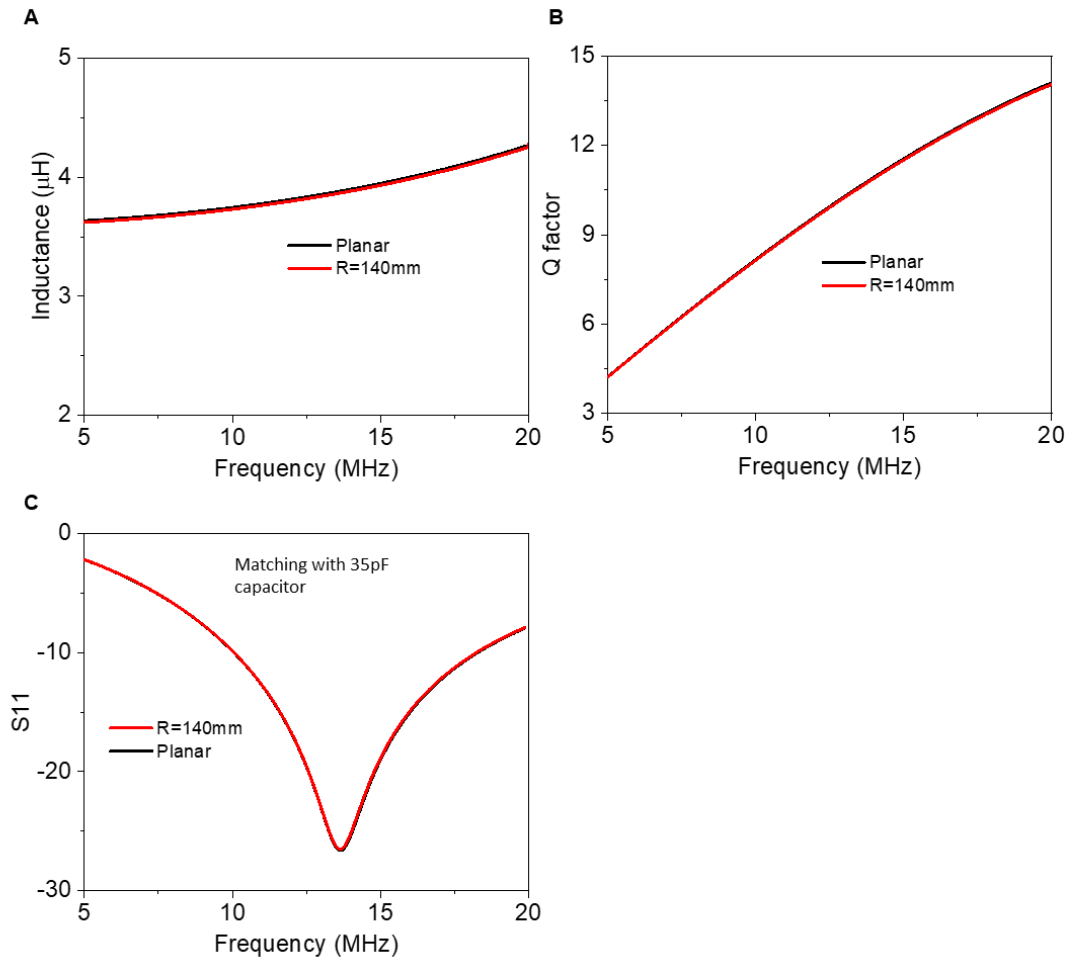 A
5
4
3
2
Inductance (μH)
Planar
R=140mm
5
10
15
20
Frequency (MHz)
B
15
12
9
6
3
Q factor
Planar
R=140mm
5
10
15
20
Frequency (MHz)
C
0
-10
-20
-30
S11
Matching with 35pF
capacitor
R=140mm
Planar
5
10
15
20
Frequency (MHz)